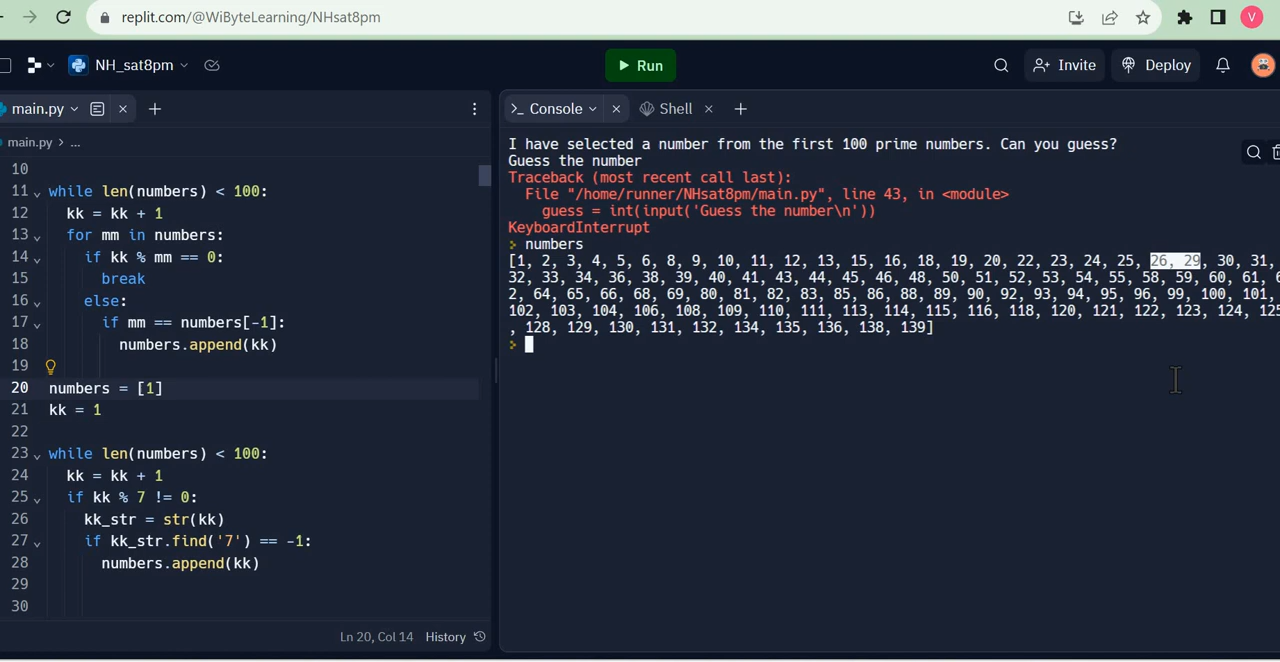 replit.com/@WiByteLearning/NHsat8pm
V
NH_sat8pm
Run
Invite
Deploy
main.py
Console
Shell
main.py > ...
10
11 while len(numbers) < 100:
12 kk = kk + 1
13 for mm in numbers:
14 if kk % mm == 0:
15 break
16 else:
17 if mm == numbers[-1]:
18 numbers.append(kk)
19
20 numbers = [1]
21 kk = 1
22
23 while len(numbers) < 100:
24 kk = kk + 1
25 if kk % 7 != 0:
26 kk_str = str(kk)
27 if kk_str.find('7') == -1:
28 numbers.append(kk)
29
30
Ln 20, Col 14 History
I have selected a number from the first 100 prime numbers. Can you guess?
Guess the number
Traceback (most recent call last):
File "/home/runner/NHsat8pm/main.py", line 43, in <module>
guess = int(input('Guess the number\n'))
KeyboardInterrupt
> numbers
[1, 2, 3, 4, 5, 6, 8, 9, 10, 11, 12, 13, 15, 16, 18, 19, 20, 22, 23, 24, 25, 26, 29, 30, 31,
32, 33, 34, 36, 38, 39, 40, 41, 43, 44, 45, 46, 48, 50, 51, 52, 53, 54, 55, 58, 59, 60, 61, 6
2, 64, 65, 66, 68, 69, 80, 81, 82, 83, 85, 86, 88, 89, 90, 92, 93, 94, 95, 96, 99, 100, 101,
102, 103, 104, 106, 108, 109, 110, 111, 113, 114, 115, 116, 118, 120, 121, 122, 123, 124, 125
, 128, 129, 130, 131, 132, 134, 135, 136, 138, 139]
>